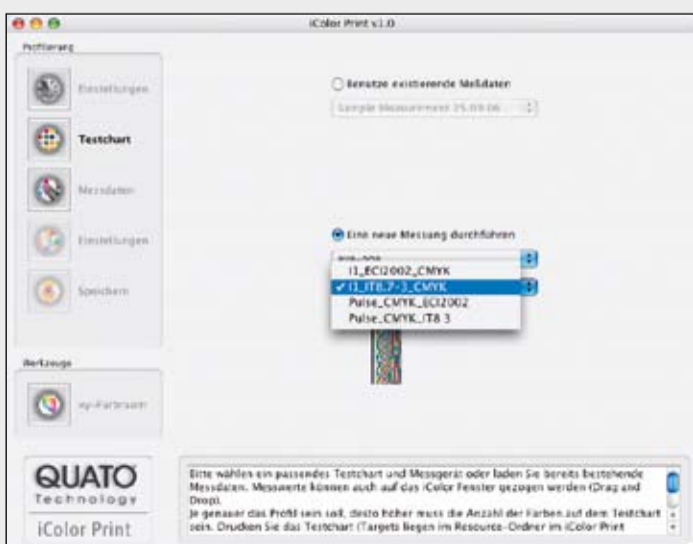 iColor Print v1.0
Profilierung
Einstellungen
Testchart
Messdaten
Einstellungen
Speichern
Werkzeuge
xy-Farbraum
QUATO
Technology
iColor Print
Benutze existierende Meßdaten
Sample Measurement 25.09.06
Eine neue Messung durchführen
I1_ECI2002_CMYK
I1_IT8.7-3_CMYK
Pulse_CMYK_ECI2002
Pulse_CMYK_IT8 3
Bitte wählen ein passendes Testchart und Messgerät oder laden Sie bereits bestehende
Messdaten. Messwerte können auch auf das iColor Fenster gezogen werden (Drag and
Drop).
Je genauer das Profil sein soll, desto höher muss die Anzahl der Farben auf dem Testchart
sein. Drucken Sie das Testchart (Targets liegen im Resource-Ordner im iColor Print